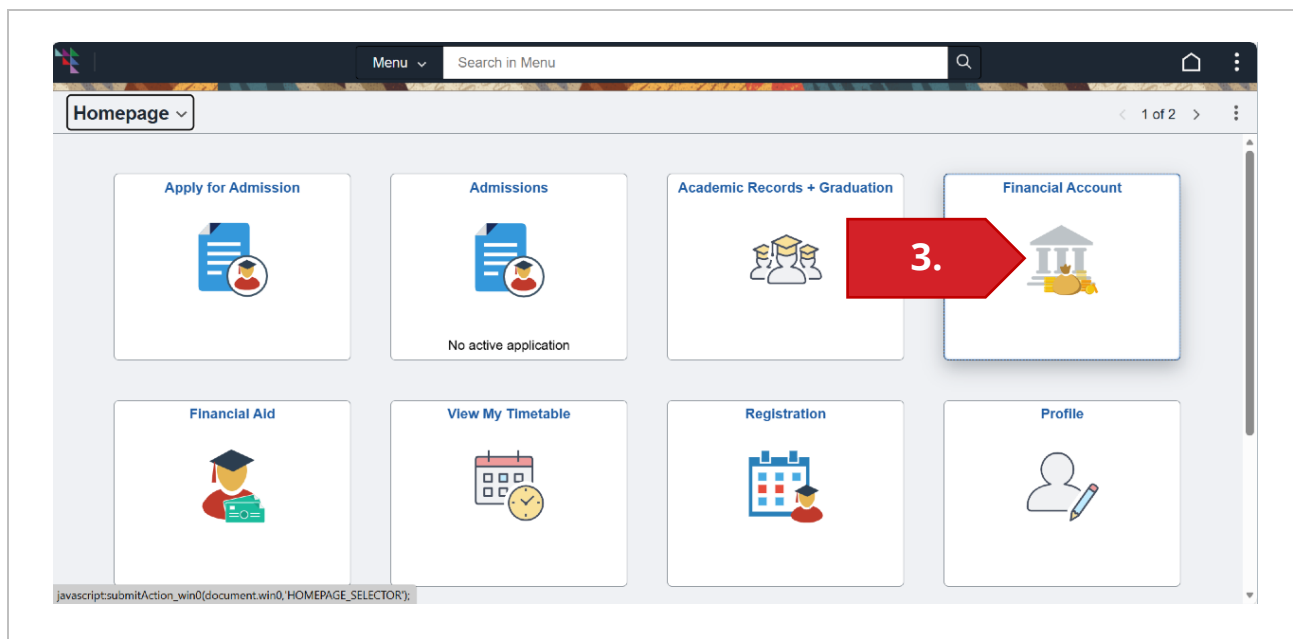 Menu
Search in Menu
Homepage
1 of 2
Apply for Admission
Admissions
Academic Records + Graduation
Financial Account
3.
No active application
Financial Aid
View My Timetable
Registration
Profile
javascript:submitAction_win0(document.win0,'HOMEPAGE_SELECTOR');